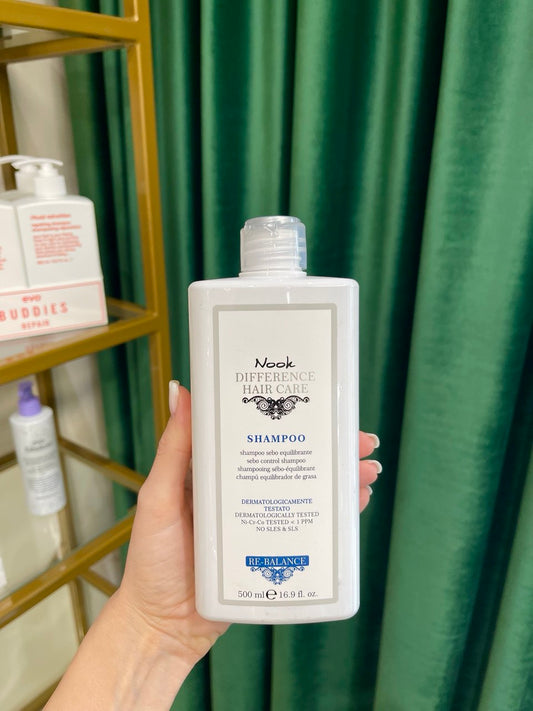 Nook
DIFFERENCE
HAIR CARE
SHAMPOO
shampoo sebo equilibrante
sebo control shampoo
shampooing sébo-équilibrant
champú equilibrador de grasa
DERMATOLOGICAMENTE
TESTATO
DERMATOLOGICALLY TESTED
Ni-Cr-Co TESTED < 1 PPM
NO SLES & SLS
RE-BALANCE
500 ml ℮ 16.9 fl. oz.
evo
BUDDIES
REPAIR